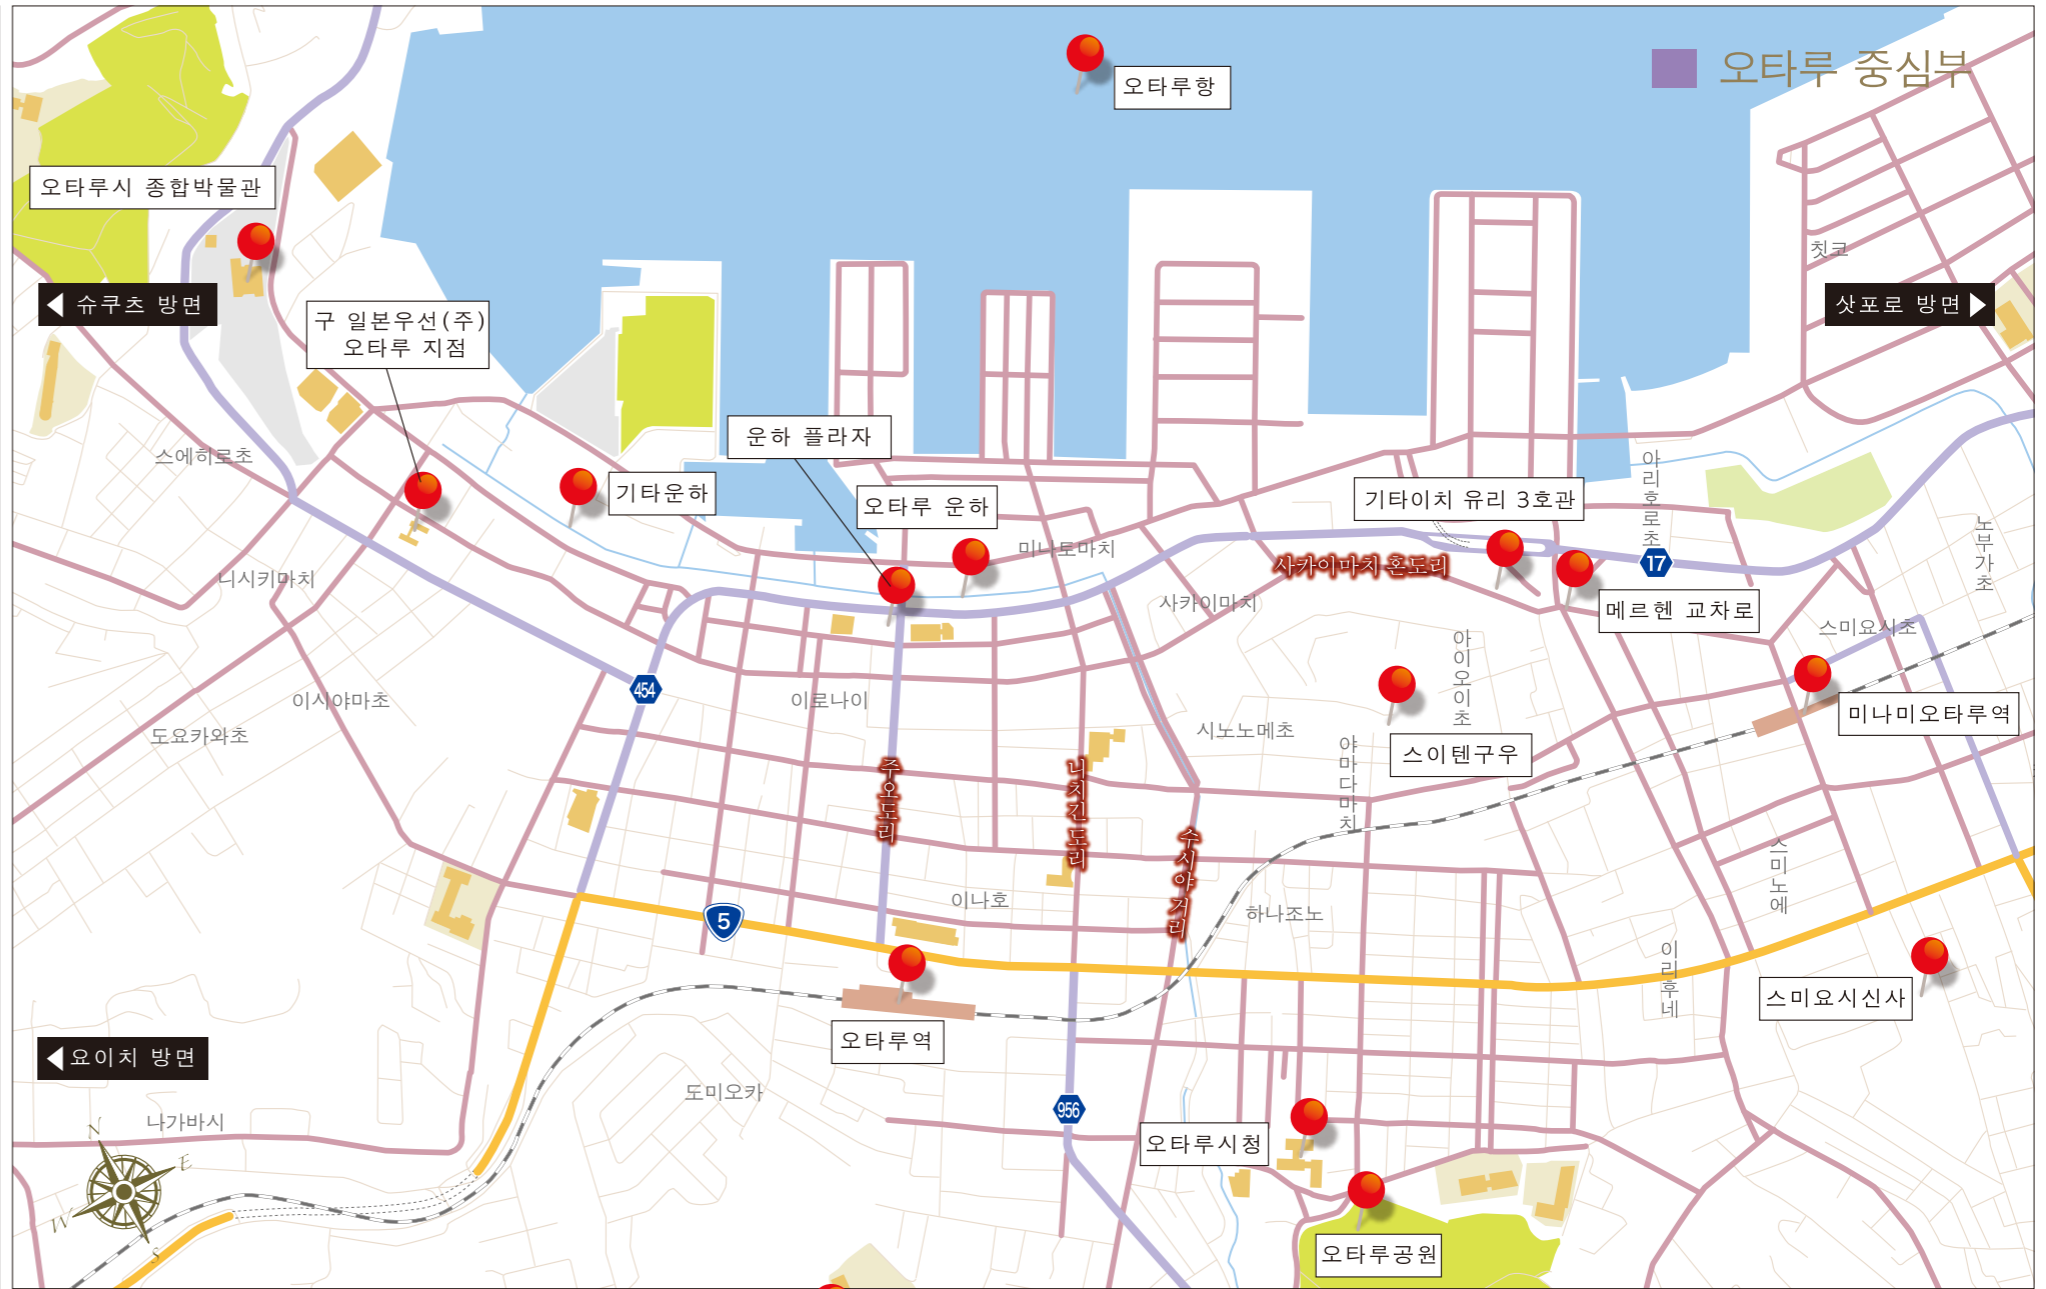 오타루 중심부
오타루항
오타루시 종합박물관
칫코
슈쿠츠 방면
삿포로 방면
구 일본우선(주)
오타루 지점
운하 플라자
스에히로초
기타운하
오타루 운하
기타이치 유리 3호관
아리호로초
노부가초
미나토마치
사카이마치 혼도리
17
니시키마치
사카이마치
메르헨 교차로
스미요시초
아이오이초
454
이시야마초
이로나이
미나미오타루역
도요카와초
시노노메초
야마다마치
스이텐구우
주오도리
니치긴 도리
수시야 거리
스미노에
이나호
하나조노
5
이리후네
스미요시신사
오타루역
요이치 방면
도미오카
나가바시
956
오타루시청
오타루공원
N
E
W
S